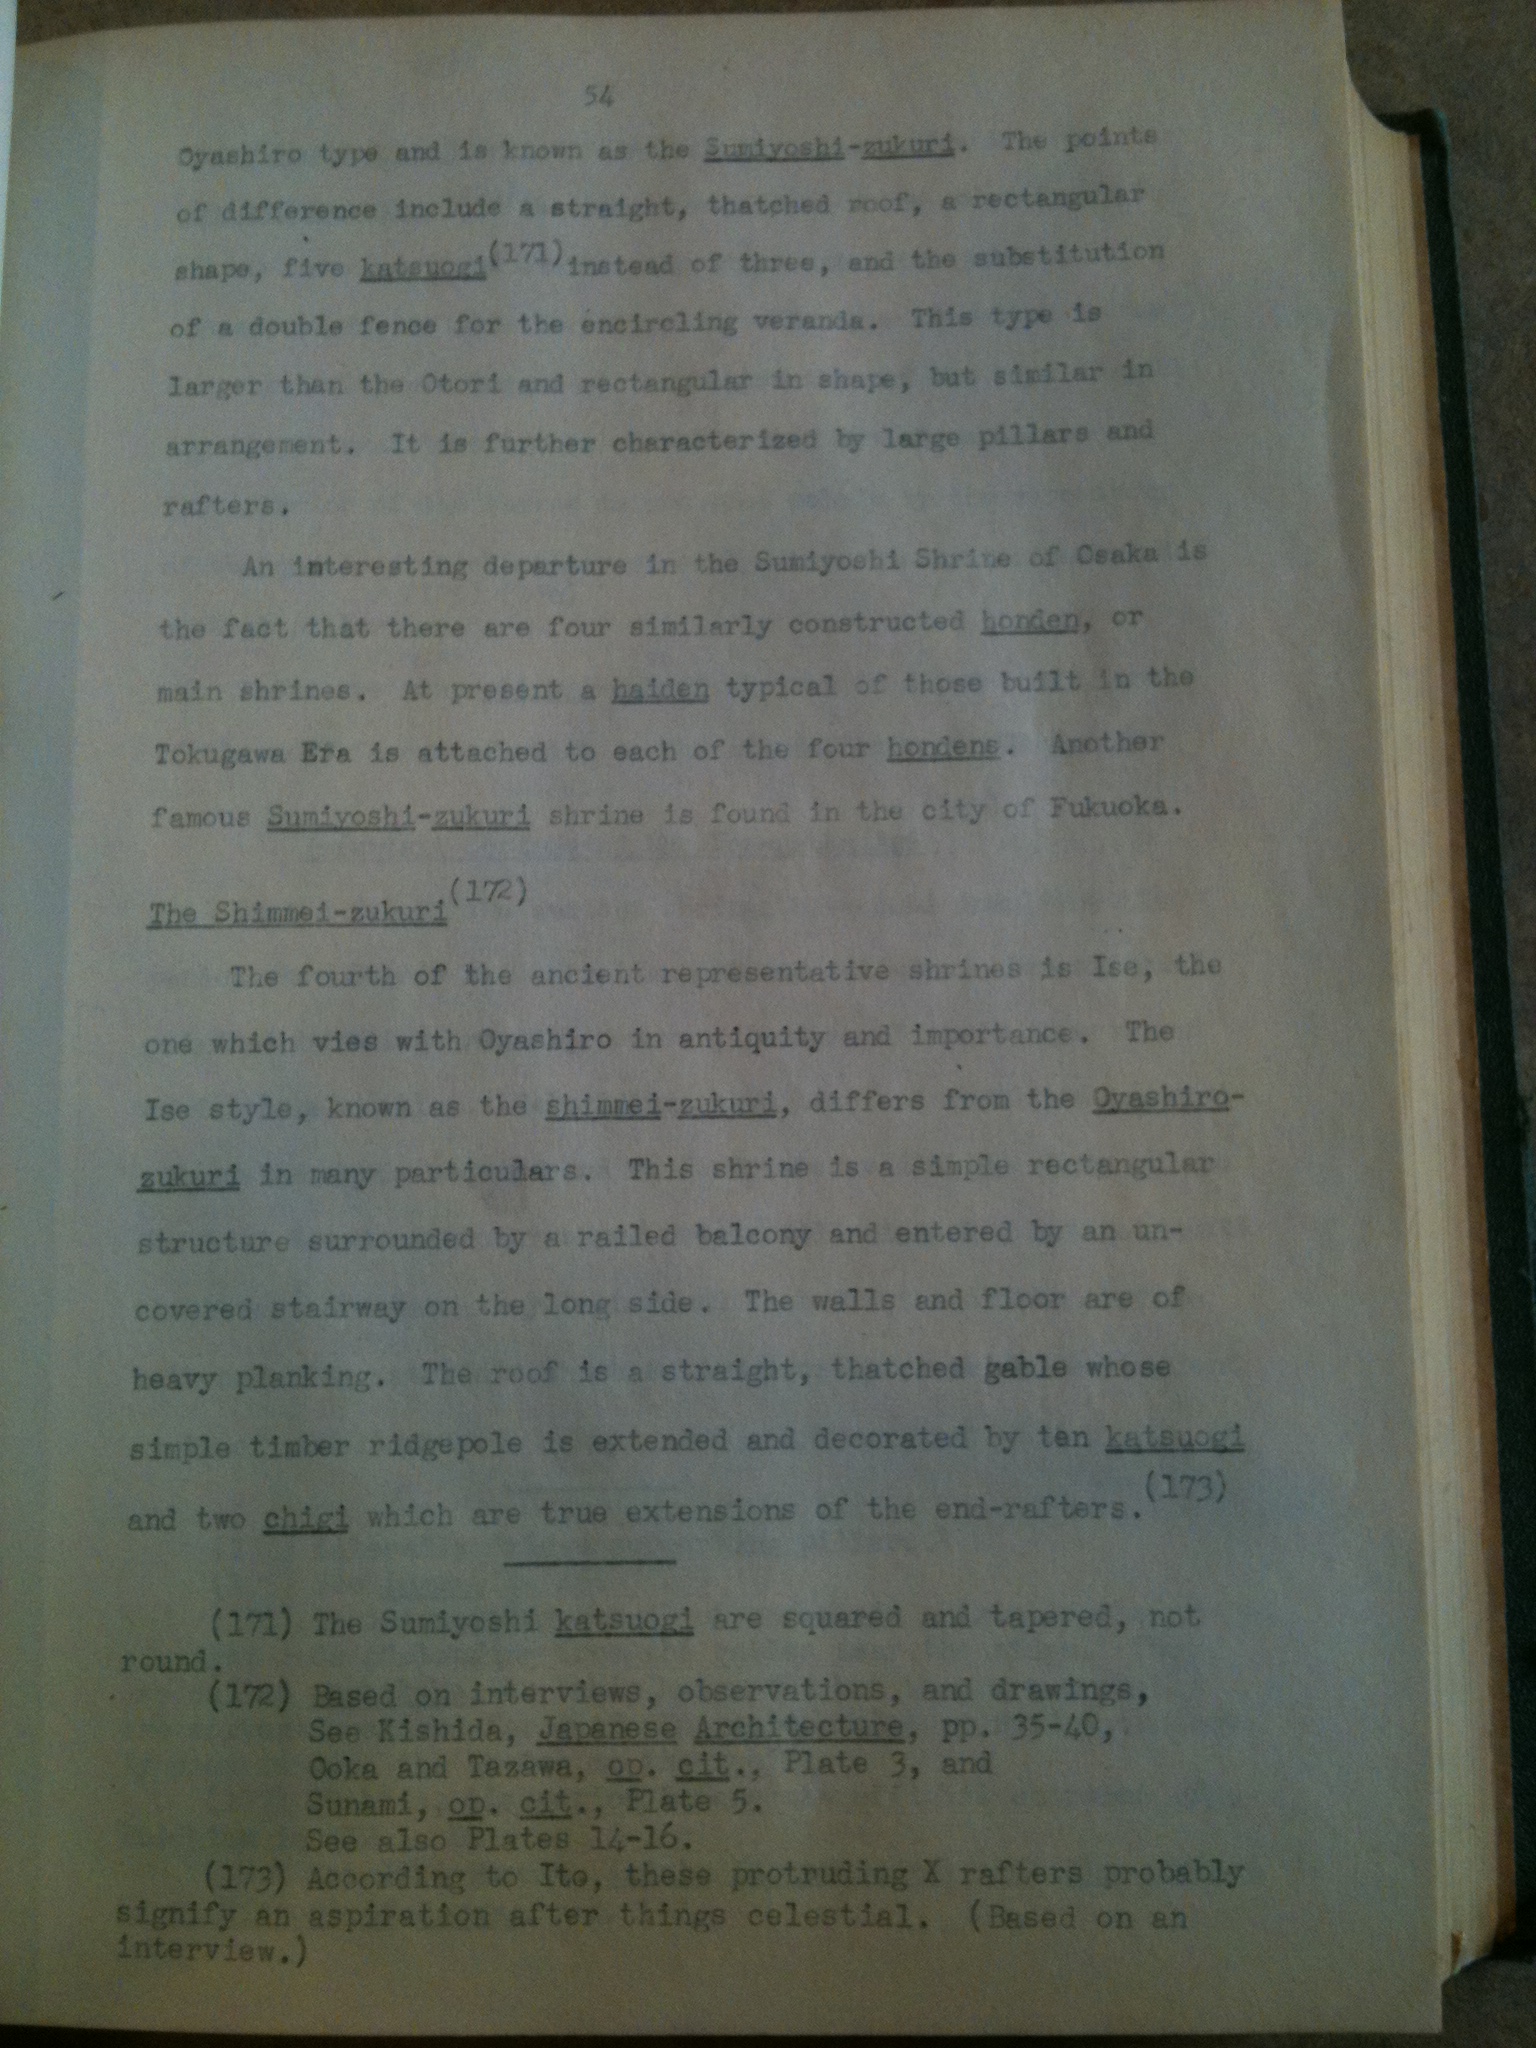 54
Oyashiro type and is known as the Sumiyoshi-zukuri. The points
of difference include a straight, thatched roof, a rectangular
shape, five katsuogi(171) instead of three, and the substitution
of a double fence for the encircling veranda. This type is
larger than the Otori and rectangular in shape, but similar in
arrangement. It is further characterized by large pillars and
rafters.
An interesting departure in the Sumiyoshi Shrine of Osaka is
the fact that there are four similarly constructed honden, or
main shrines. At present a haiden typical of those built in the
Tokugawa Era is attached to each of the four hondens. Another
famous Sumiyoshi-zukuri shrine is found in the city of Fukuoka.
The Shimmei-zukuri(172)
The fourth of the ancient representative shrines is Ise, the
one which vies with Oyashiro in antiquity and importance. The
Ise style, known as the shimmei-zukuri, differs from the Oyashiro-
zukuri in many particulars. This shrine is a simple rectangular
structure surrounded by a railed balcony and entered by an un-
covered stairway on the long side. The walls and floor are of
heavy planking. The roof is a straight, thatched gable whose
simple timber ridgepole is extended and decorated by ten katsuogi
and two chigi which are true extensions of the end-rafters.(173)
(171) The Sumiyoshi katsuogi are squared and tapered, not
round.
(172) Based on interviews, observations, and drawings,
See Kishida, Japanese Architecture, pp. 35-40,
Ooka and Tazawa, op. cit., Plate 3, and
Sunami, op. cit., Plate 5.
See also Plates 14-16.
(173) According to Ito, these protruding X rafters probably
signify an aspiration after things celestial. (Based on an
interview.)